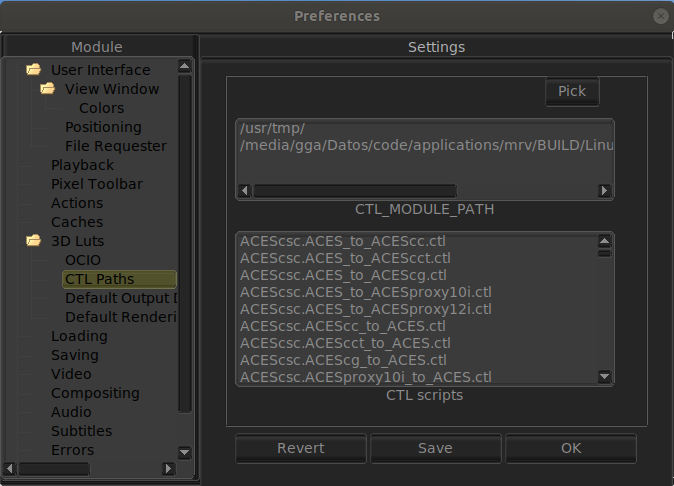 Preferences
Module
User Interface
View Window
Colors
Positioning
File Requester
Playback
Pixel Toolbar
Actions
Caches
3D Luts
OCIO
CTL Paths
Default Output
Default Renderi
Loading
Saving
Video
Compositing
Audio
Subtitles
Errors
Settings
Pick
/usr/tmp/
/media/gga/Datos/code/applications/mrv/BUILD/Linu
CTL_MODULE_PATH
ACEScsc.ACES_to_ACEScc.ctl
ACEScsc.ACES_to_ACEScct.ctl
ACEScsc.ACES_to_ACEScg.ctl
ACEScsc.ACES_to_ACESproxy10i.ctl
ACEScsc.ACES_to_ACESproxy12i.ctl
ACEScsc.ACEScc_to_ACES.ctl
ACEScsc.ACEScct_to_ACES.ctl
ACEScsc.ACEScg_to_ACES.ctl
ACEScsc.ACESproxy10i_to_ACES.ctl
CTL scripts
Revert
Save
OK